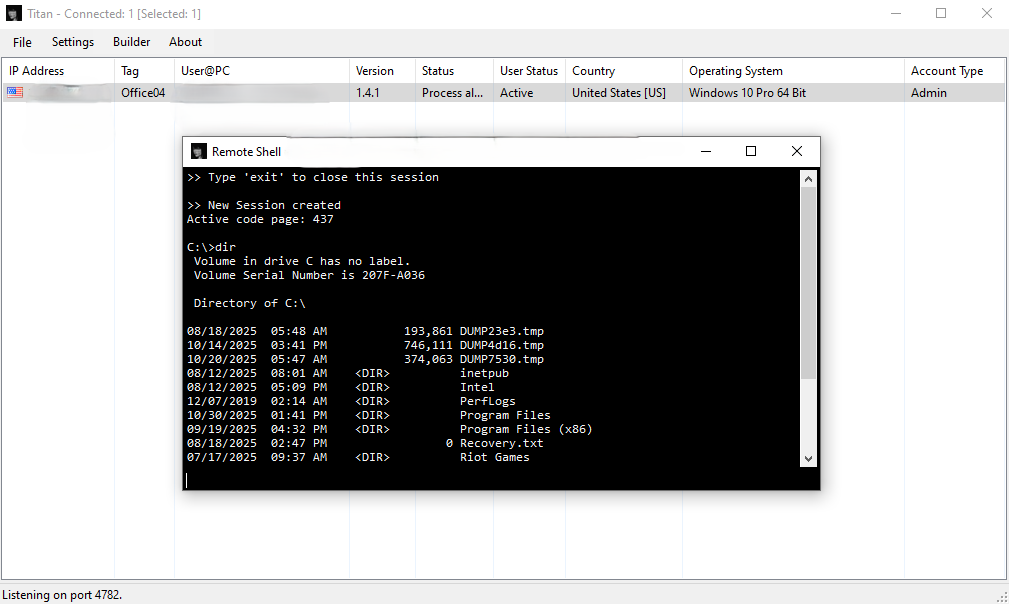 Titan - Connected: 1 [Selected: 1]
File Settings Builder About
IP Address Tag User@PC Version Status User Status Country Operating System Account Type
Office04 1.4.1 Process al... Active United States [US] Windows 10 Pro 64 Bit Admin
Remote Shell
>> Type 'exit' to close this session
>> New Session created
Active code page: 437
C:\>dir
Volume in drive C has no label.
Volume Serial Number is 207F-A036
Directory of C:\
08/18/2025 05:48 AM 193,861 DUMP23e3.tmp
10/14/2025 03:41 PM 746,111 DUMP4d16.tmp
10/20/2025 05:47 AM 374,063 DUMP7530.tmp
08/12/2025 08:01 AM <DIR> inetpub
08/12/2025 05:09 PM <DIR> Intel
12/07/2019 02:14 AM <DIR> PerfLogs
10/30/2025 01:41 PM <DIR> Program Files
09/19/2025 04:32 PM <DIR> Program Files (x86)
08/18/2025 02:47 PM 0 Recovery.txt
07/17/2025 09:37 AM <DIR> Riot Games
Listening on port 4782.